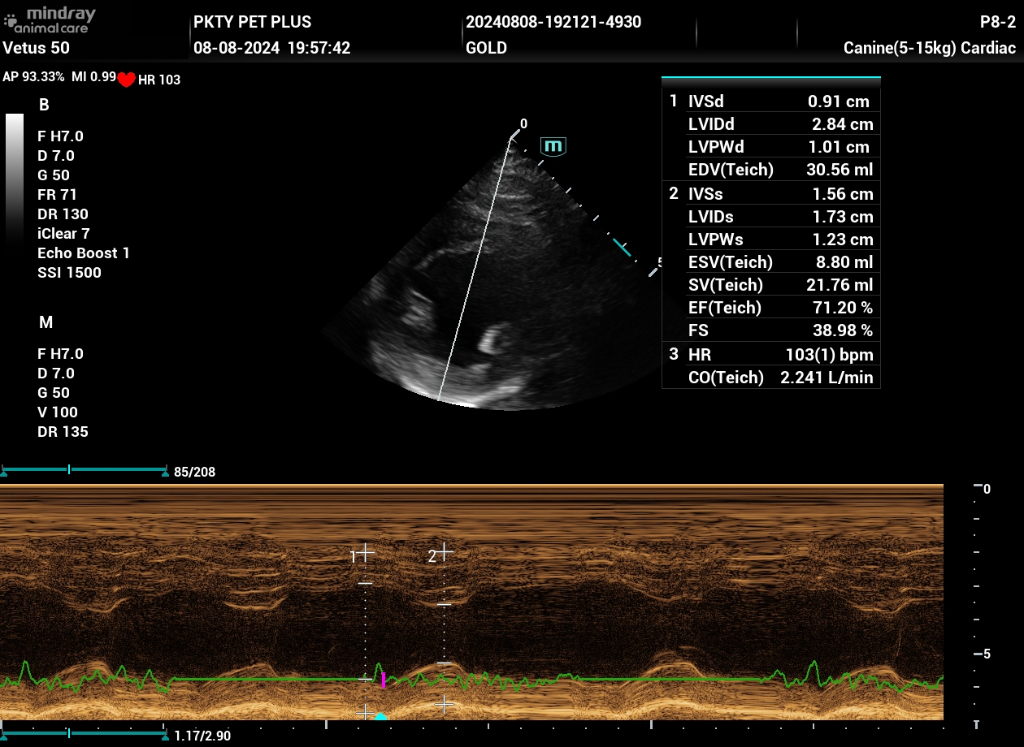 mindray
animalcare
Vetus 50
PKTY PET PLUS
08-08-2024 19:57:42
20240808-192121-4930
GOLD
P8-2
Canine(5-15kg) Cardiac
AP 93.33% MI 0.99 HR 103
B
F H7.0
D 7.0
G 50
FR 71
DR 130
iClear 7
Echo Boost 1
SSI 1500
M
F H7.0
D 7.0
G 50
V 100
DR 135
0
m
5
1 IVSd 0.91 cm
LVIDd 2.84 cm
LVPWd 1.01 cm
EDV(Teich) 30.56 ml
2 IVSs 1.56 cm
LVIDs 1.73 cm
LVPWs 1.23 cm
ESV(Teich) 8.80 ml
SV(Teich) 21.76 ml
EF(Teich) 71.20 %
FS 38.98 %
3 HR 103(1) bpm
CO(Teich) 2.241 L/min
85/208
0
1 2
5
1.17/2.90